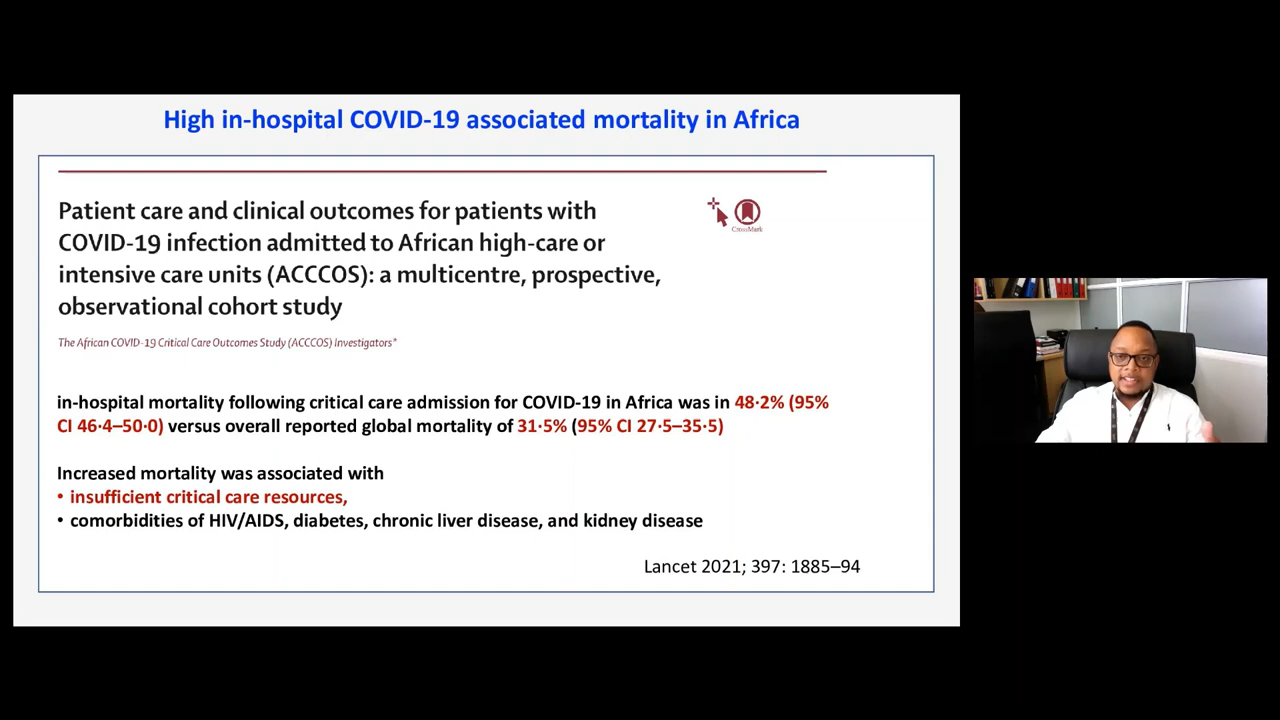 High in-hospital COVID-19 associated mortality in Africa
Patient care and clinical outcomes for patients with
COVID-19 infection admitted to African high-care or
intensive care units (ACCCOS): a multicentre, prospective,
observational cohort study
CrossMark
The African COVID-19 Critical Care Outcomes Study (ACCCOS) Investigators*
in-hospital mortality following critical care admission for COVID-19 in Africa was in 48·2% (95%
CI 46·4–50·0) versus overall reported global mortality of 31·5% (95% CI 27·5–35·5)
Increased mortality was associated with
• insufficient critical care resources,
• comorbidities of HIV/AIDS, diabetes, chronic liver disease, and kidney disease
Lancet 2021; 397: 1885–94